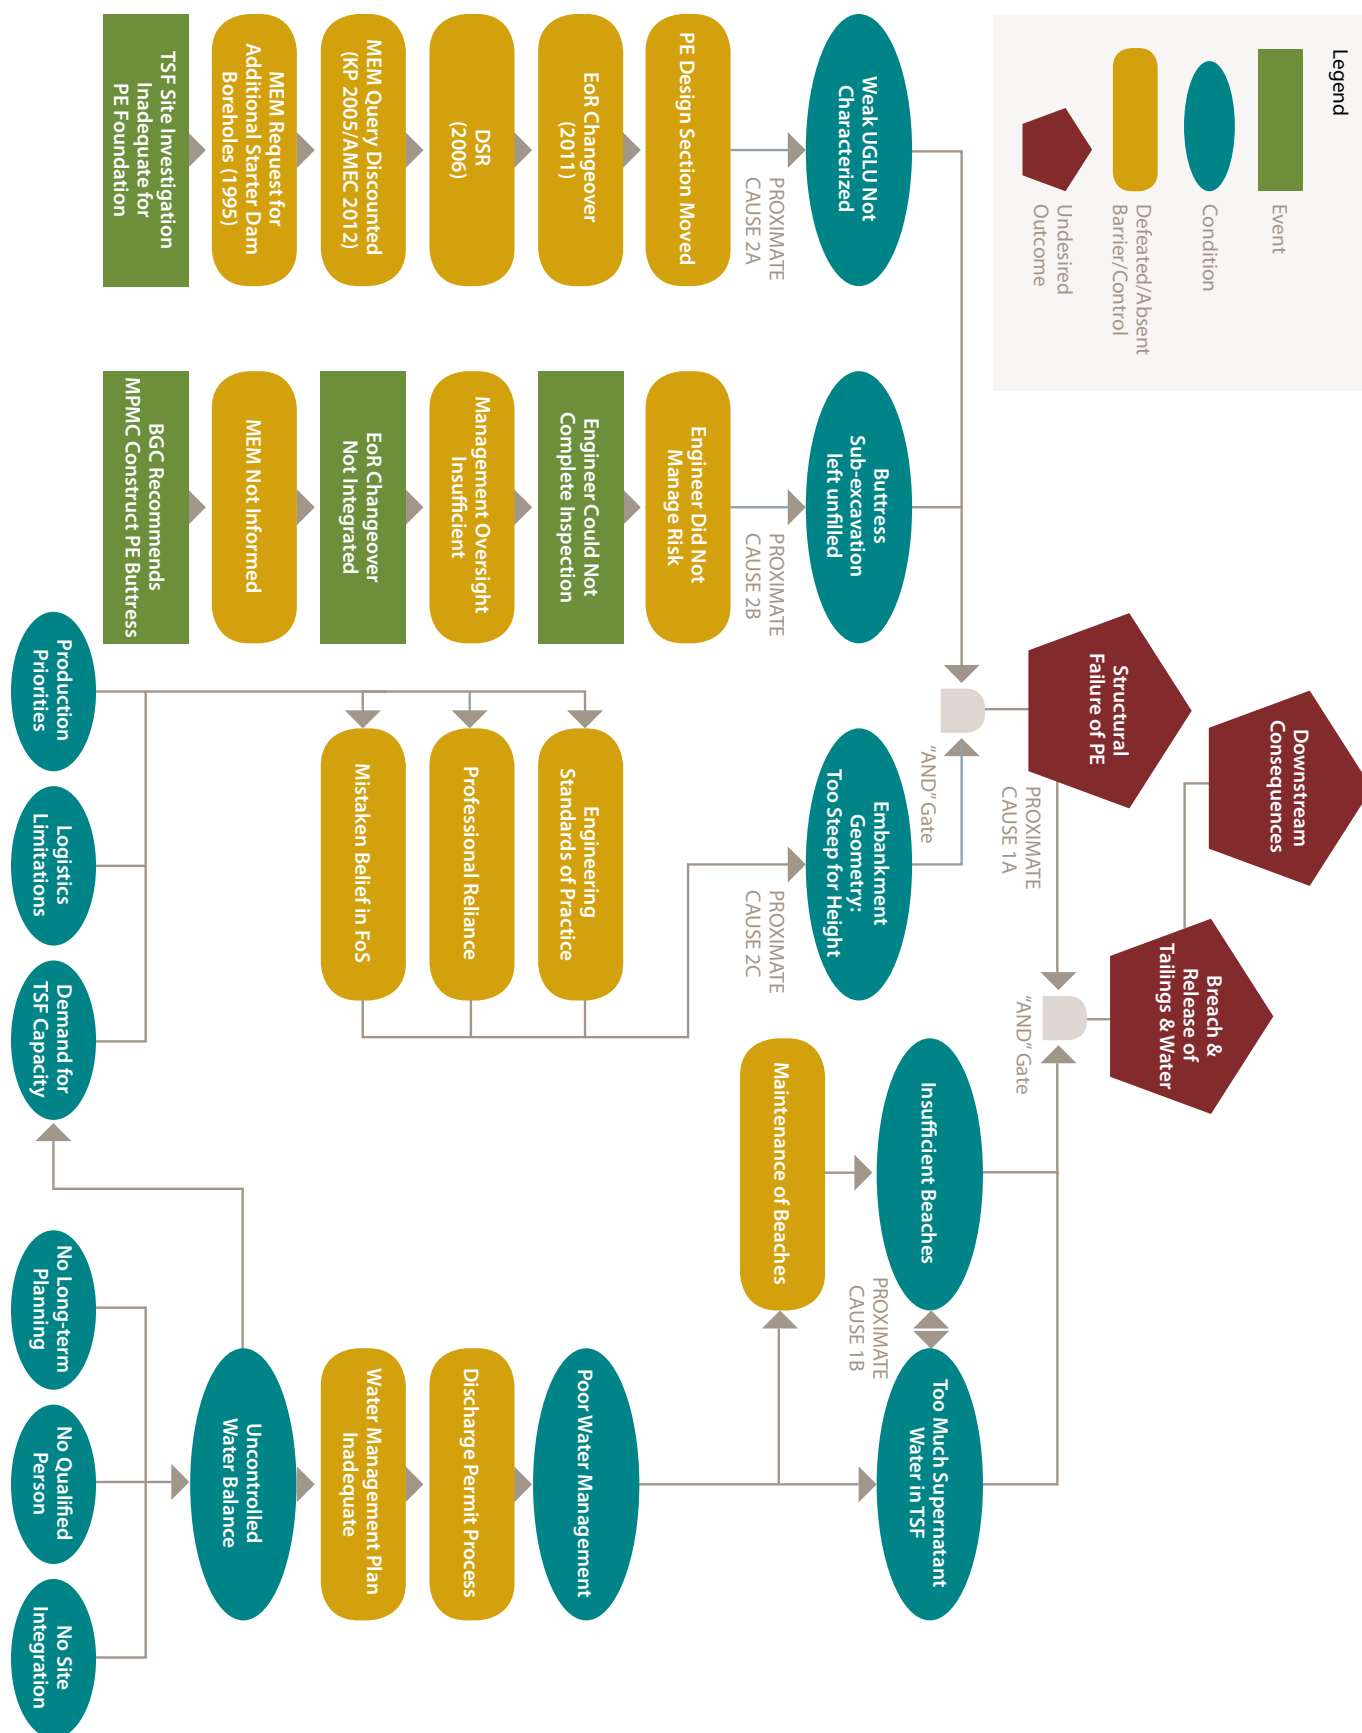 Legend
Event
Condition
Defeated/Absent
Barrier/Control
Undesired
Outcome
Downstream
Consequences
Breach &
Release of
Tailings & Water
Structural
Failure of PE
PROXIMATE
CAUSE 1A
"AND" Gate
"AND" Gate
Weak UGLU Not
Characterized
PROXIMATE
CAUSE 2A
PE Design Section Moved
EoR Changeover
(2011)
DSR
(2006)
MEM Query Discounted
(KP 2005/AMEC 2012)
MEM Request for
Additional Starter Dam
Boreholes (1995)
TSF Site Investigation
Inadequate for
PE Foundation
Buttress
Sub-excavation
left unfilled
PROXIMATE
CAUSE 2B
Engineer Did Not
Manage Risk
Engineer Could Not
Complete Inspection
Management Oversight
Insufficient
EoR Changeover
Not Integrated
MEM Not Informed
BGC Recommends
MPMC Construct PE Buttress
Embankment
Geometry:
Too Steep for Height
PROXIMATE
CAUSE 2C
Engineering
Standards of Practice
Professional Reliance
Mistaken Belief in FoS
Production
Priorities
Logistics
Limitations
Demand for
TSF Capacity
Insufficient Beaches
Maintenance of Beaches
PROXIMATE
CAUSE 1B
Too Much Supernatant
Water in TSF
Poor Water Management
Discharge Permit Process
Water Management Plan
Inadequate
Uncontrolled
Water Balance
No Long-term
Planning
No Qualified
Person
No Site
Integration